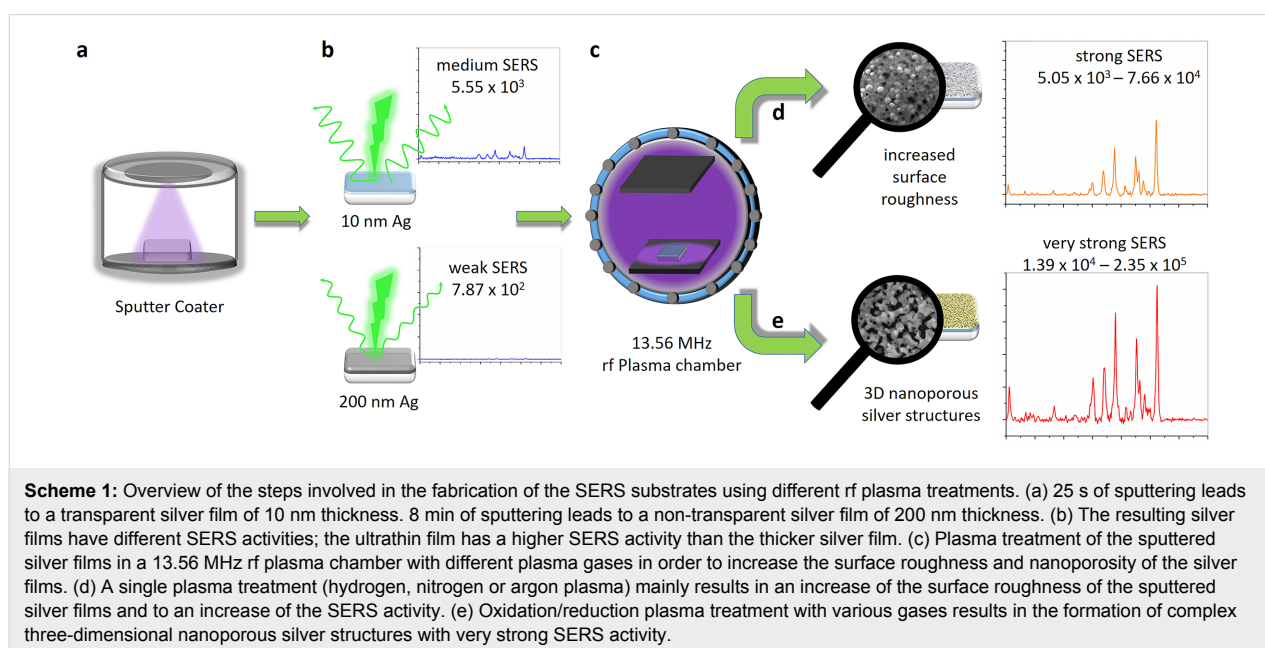 a
Sputter Coater
b
medium SERS
5.55 x 10³
10 nm Ag
weak SERS
7.87 x 10²
200 nm Ag
c
13.56 MHz
rf Plasma chamber
d
increased
surface
roughness
strong SERS
5.05 x 10³ – 7.66 x 10⁴
e
3D nanoporous
silver structures
very strong SERS
1.39 x 10⁴ – 2.35 x 10⁵
Scheme 1: Overview of the steps involved in the fabrication of the SERS substrates using different rf plasma treatments. (a) 25 s of sputtering leads
to a transparent silver film of 10 nm thickness. 8 min of sputtering leads to a non-transparent silver film of 200 nm thickness. (b) The resulting silver
films have different SERS activities; the ultrathin film has a higher SERS activity than the thicker silver film. (c) Plasma treatment of the sputtered
silver films in a 13.56 MHz rf plasma chamber with different plasma gases in order to increase the surface roughness and nanoporosity of the silver
films. (d) A single plasma treatment (hydrogen, nitrogen or argon plasma) mainly results in an increase of the surface roughness of the sputtered
silver films and to an increase of the SERS activity. (e) Oxidation/reduction plasma treatment with various gases results in the formation of complex
three-dimensional nanoporous silver structures with very strong SERS activity.